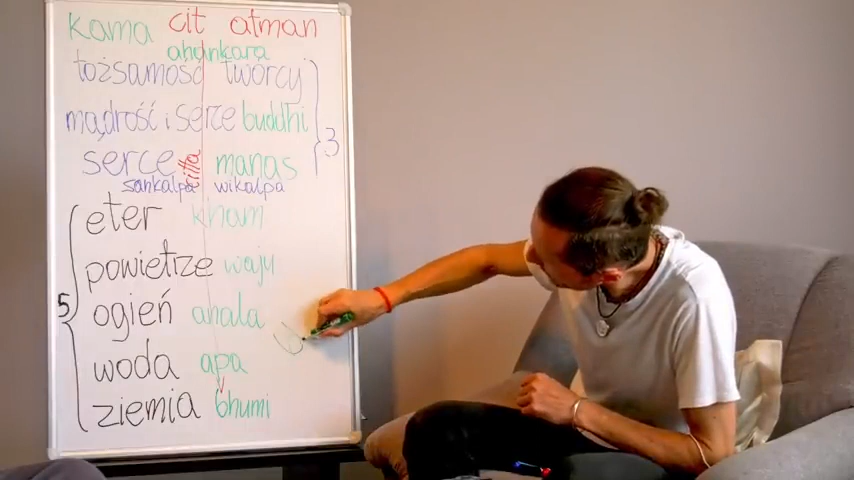 kama cit atman
ahankara
tożsamość twórcy
mądrość i serce buddhi
3
serce citta manas
sankalpa wikalpa
eter kham
powietrze waju
5
ogień anala
woda apa
ziemia bhumi